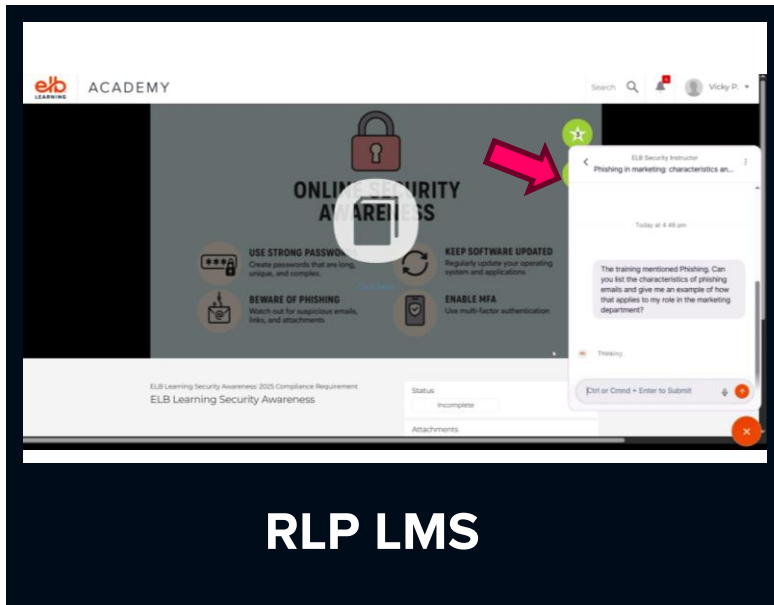 elb
LEARNING
ACADEMY
Search
Vicky P.
ONLINE SECURITY
AWARENESS
USE STRONG PASSWORDS
Create passwords that are long,
unique, and complex.
KEEP SOFTWARE UPDATED
Regularly update your operating
system and applications
BEWARE OF PHISHING
Watch out for suspicious emails,
links, and attachments
ENABLE MFA
Use multi-factor authentication
ELB Security Instructor
Phishing in marketing: characteristics an...
Today at 4:48 pm
The training mentioned Phishing. Can
you list the characteristics of phishing
emails and give me an example of how
that applies to my role in the marketing
department?
Thinking..
Ctrl or Cmnd + Enter to Submit
ELB Learning Security Awareness: 2025 Compliance Requirement
ELB Learning Security Awareness
Status
Incomplete
Attachments
RLP LMS